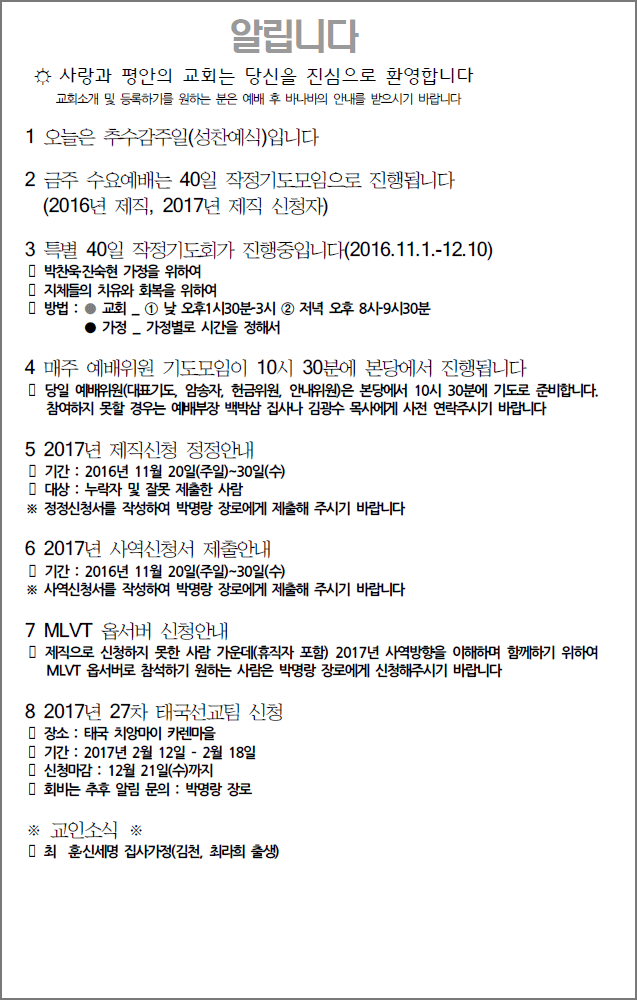 알립니다
☼ 사랑과 평안의 교회는 당신을 진심으로 환영합니다
교회소개 및 등록하기를 원하는 분은 예배 후 바나바의 안내를 받으시기 바랍니다
1 오늘은 추수감주일(성찬예식)입니다
2 금주 수요예배는 40일 작정기도모임으로 진행됩니다
(2016년 제직, 2017년 제직 신청자)
3 특별 40일 작정기도회가 진행중입니다(2016.11.1.-12.10)
▯ 박찬욱·진숙현 가정을 위하여
▯ 지체들의 치유와 회복을 위하여
▯ 방법 : ● 교회 _ ① 낮 오후1시30분-3시 ② 저녁 오후 8시-9시30분
● 가정 _ 가정별로 시간을 정해서
4 매주 예배위원 기도모임이 10시 30분에 본당에서 진행됩니다
▯ 당일 예배위원(대표기도, 암송자, 헌금위원, 안내위원)은 본당에서 10시 30분에 기도로 준비합니다.
참여하지 못할 경우는 예배부장 백박삼 집사나 김광수 목사에게 사전 연락주시기 바랍니다
5 2017년 제직신청 정정안내
▯ 기간 : 2016년 11월 20일(주일)~30일(수)
▯ 대상 : 누락자 및 잘못 제출한 사람
※ 정정신청서를 작성하여 박명랑 장로에게 제출해 주시기 바랍니다
6 2017년 사역신청서 제출안내
▯ 기간 : 2016년 11월 20일(주일)~30일(수)
※ 사역신청서를 작성하여 박명랑 장로에게 제출해 주시기 바랍니다
7 MLVT 옵서버 신청안내
▯ 제직으로 신청하지 못한 사람 가운데(휴직자 포함) 2017년 사역방향을 이해하며 함께하기 위하여
MLVT 옵서버로 참석하기 원하는 사람은 박명랑 장로에게 신청해주시기 바랍니다
8 2017년 27차 태국선교팀 신청
▯ 장소 : 태국 치앙마이 카렌마을
▯ 기간 : 2017년 2월 12일 - 2월 18일
▯ 신청마감 : 12월 21일(수)까지
▯ 회비는 추후 알림 문의 : 박명랑 장로
※ 교인소식 ※
▯ 최 훈·신세명 집사가정(김천, 최라희 출생)